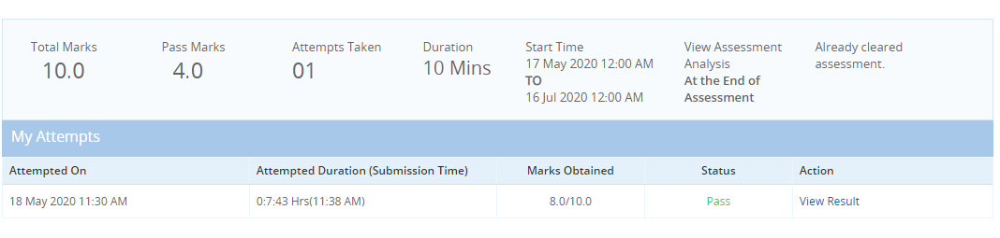 Total Marks
10.0
Pass Marks
4.0
Attempts Taken
01
Duration
10 Mins
Start Time
17 May 2020 12:00 AM
TO
16 Jul 2020 12:00 AM
View Assessment
Analysis
At the End of
Assessment
Already cleared
assessment.
My Attempts
Attempted On Attempted Duration (Submission Time) Marks Obtained Status Action
18 May 2020 11:30 AM 0:7:43 Hrs(11:38 AM) 8.0/10.0 Pass View Result